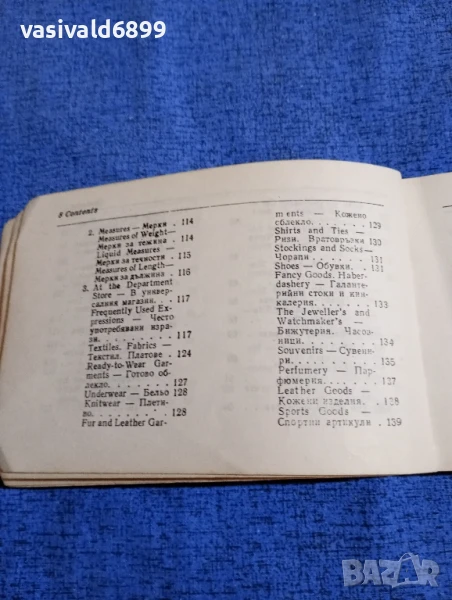 vasivald6899
8 Contents
2. Measures — Мерки . 114
Measures of Weight—
Мерки за тежина . . 114
Liquid Measures —
Мерки за течности . . 115
Measures of Length—
Мерки за дължина . . 116
3. At the Department
Store — В универ-
салния магазин. . . . 117
Frequently Used Ex-
pressions — Често
употребявани изра-
зи. . . . . . . . . . . 117
Textiles. Fabrics —
Текстил. Платове . . 124
Ready-to-Wear Gar-
ments — Готово об-
лекло. . . . . . . . . 127
Underwear — Бельо 128
Knitwear — Плети-
во. . . . . . . . . . . 128
Fur and Leather Gar-
ments — Кожено
облекло. . . . . . . . 129
Shirts and Ties —
Ризи. Вратовръзки 130
Stockings and Socks—
Чорапи . . . . . . . . 131
Shoes — Обувки. . . 131
Fancy Goods. Haber-
dashery — Галанте-
рийни стоки и кин-
калерия. . . . . . . . 133
The Jeweller's and
Watchmaker's —
Бижутерия. Часов-
ници. . . . . . . . . 134
Souvenirs — Сувени-
ри. . . . . . . . . . . 135
Perfumery — Пар-
фюмерия. . . . . . . 137
Leather Goods —
Кожени изделия. . 138
Sports Goods —
Спортни артикули . 139
BAZAR